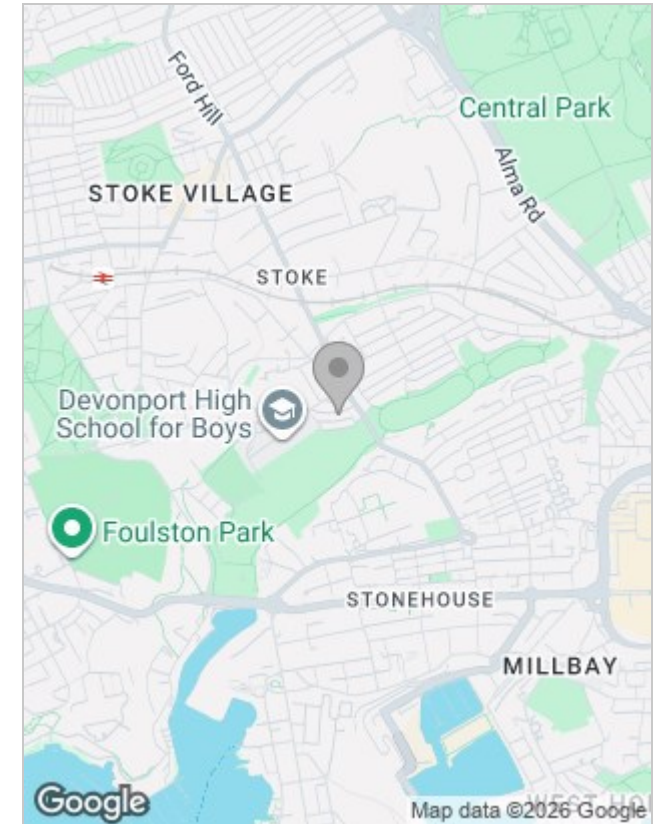 Ford Hill
Central Park
Alma Rd
STOKE VILLAGE
STOKE
Devonport High
School for Boys
Foulston Park
STONEHOUSE
MILLBAY
Google
Map data ©2026 Google